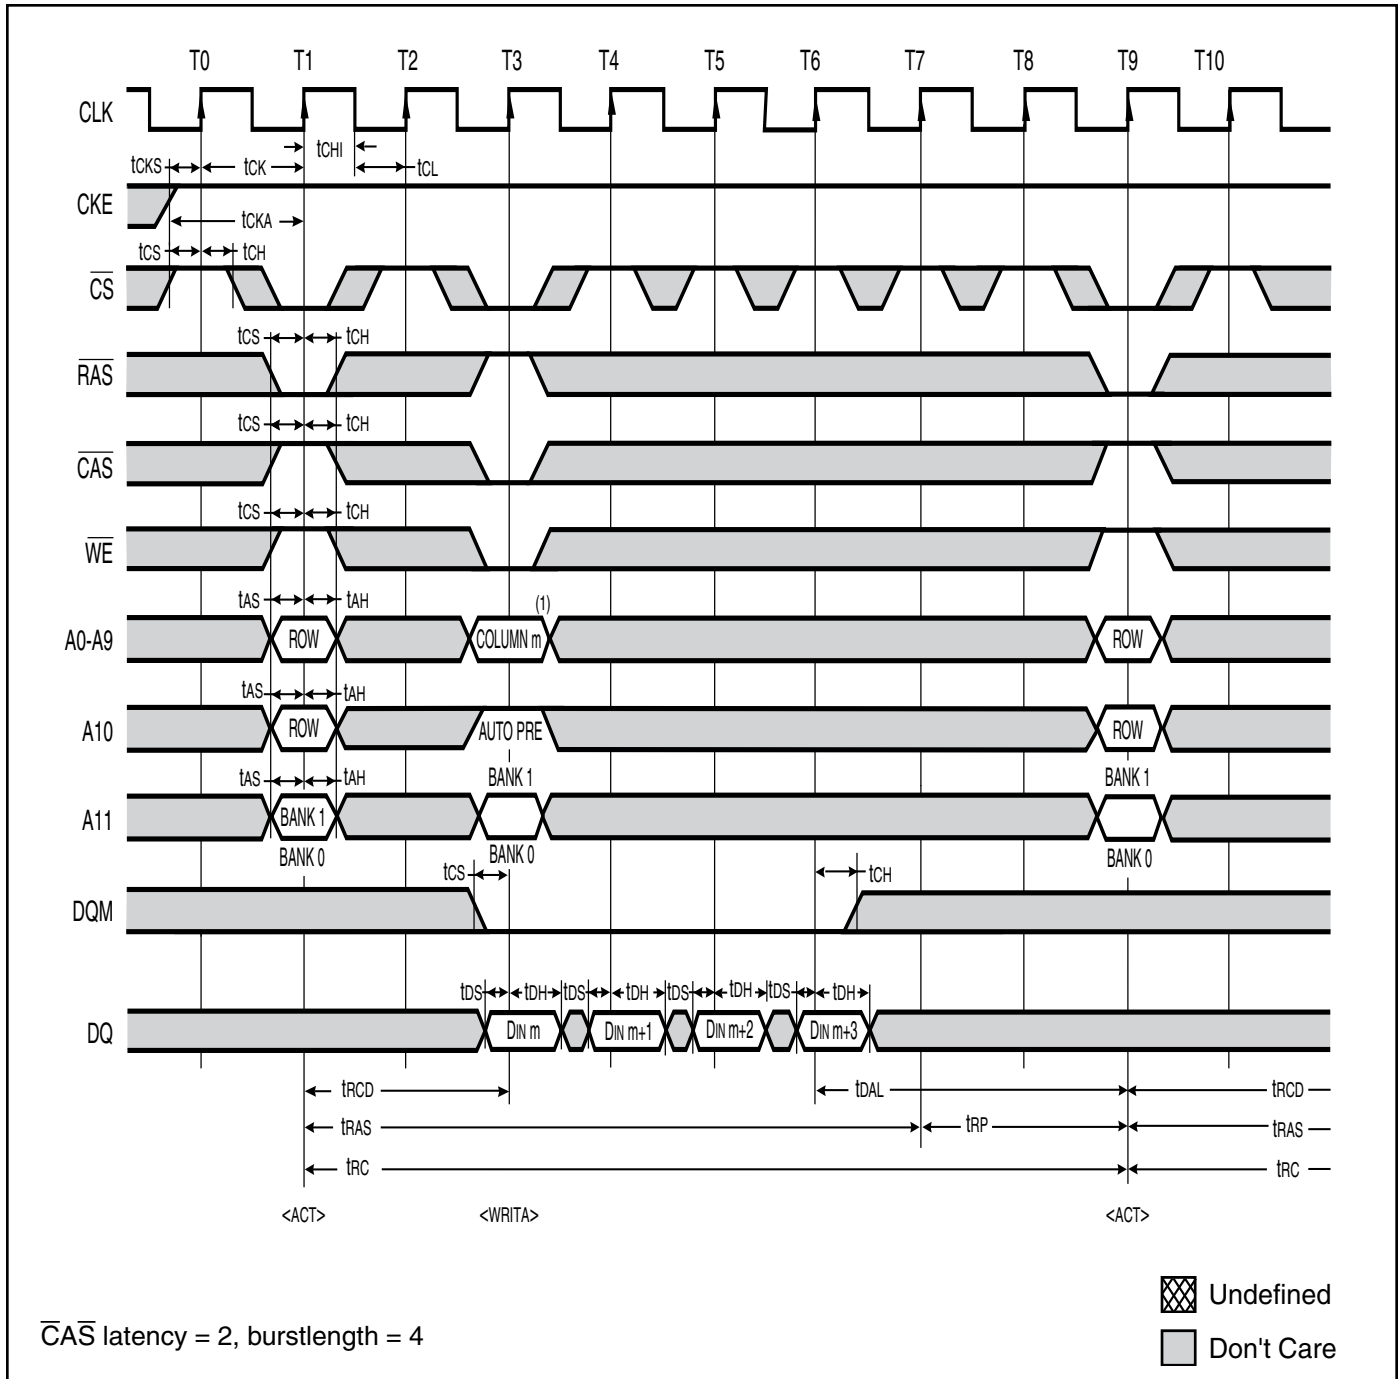 T0 T1 T2 T3 T4 T5 T6 T7 T8 T9 T10
CLK
tCHI
tCKS tCK tCL
CKE
tCKA
tCS tCH
CS
tCS tCH
RAS
tCS tCH
CAS
tCS tCH
WE
tAS tAH (1)
A0-A9 ROW COLUMN m ROW
tAS tAH
A10 ROW AUTO PRE ROW
tAS tAH BANK 1 BANK 1
A11 BANK 1
BANK 0 BANK 0 BANK 0
tCS tCH
DQM
tDS tDH tDS tDH tDS tDH tDS tDH
DQ DIN m DIN m+1 DIN m+2 DIN m+3
tRCD tDAL tRCD
tRAS tRP tRAS
tRC tRC
<ACT> <WRITA> <ACT>
Undefined
CAS latency = 2, burstlength = 4
Don't Care